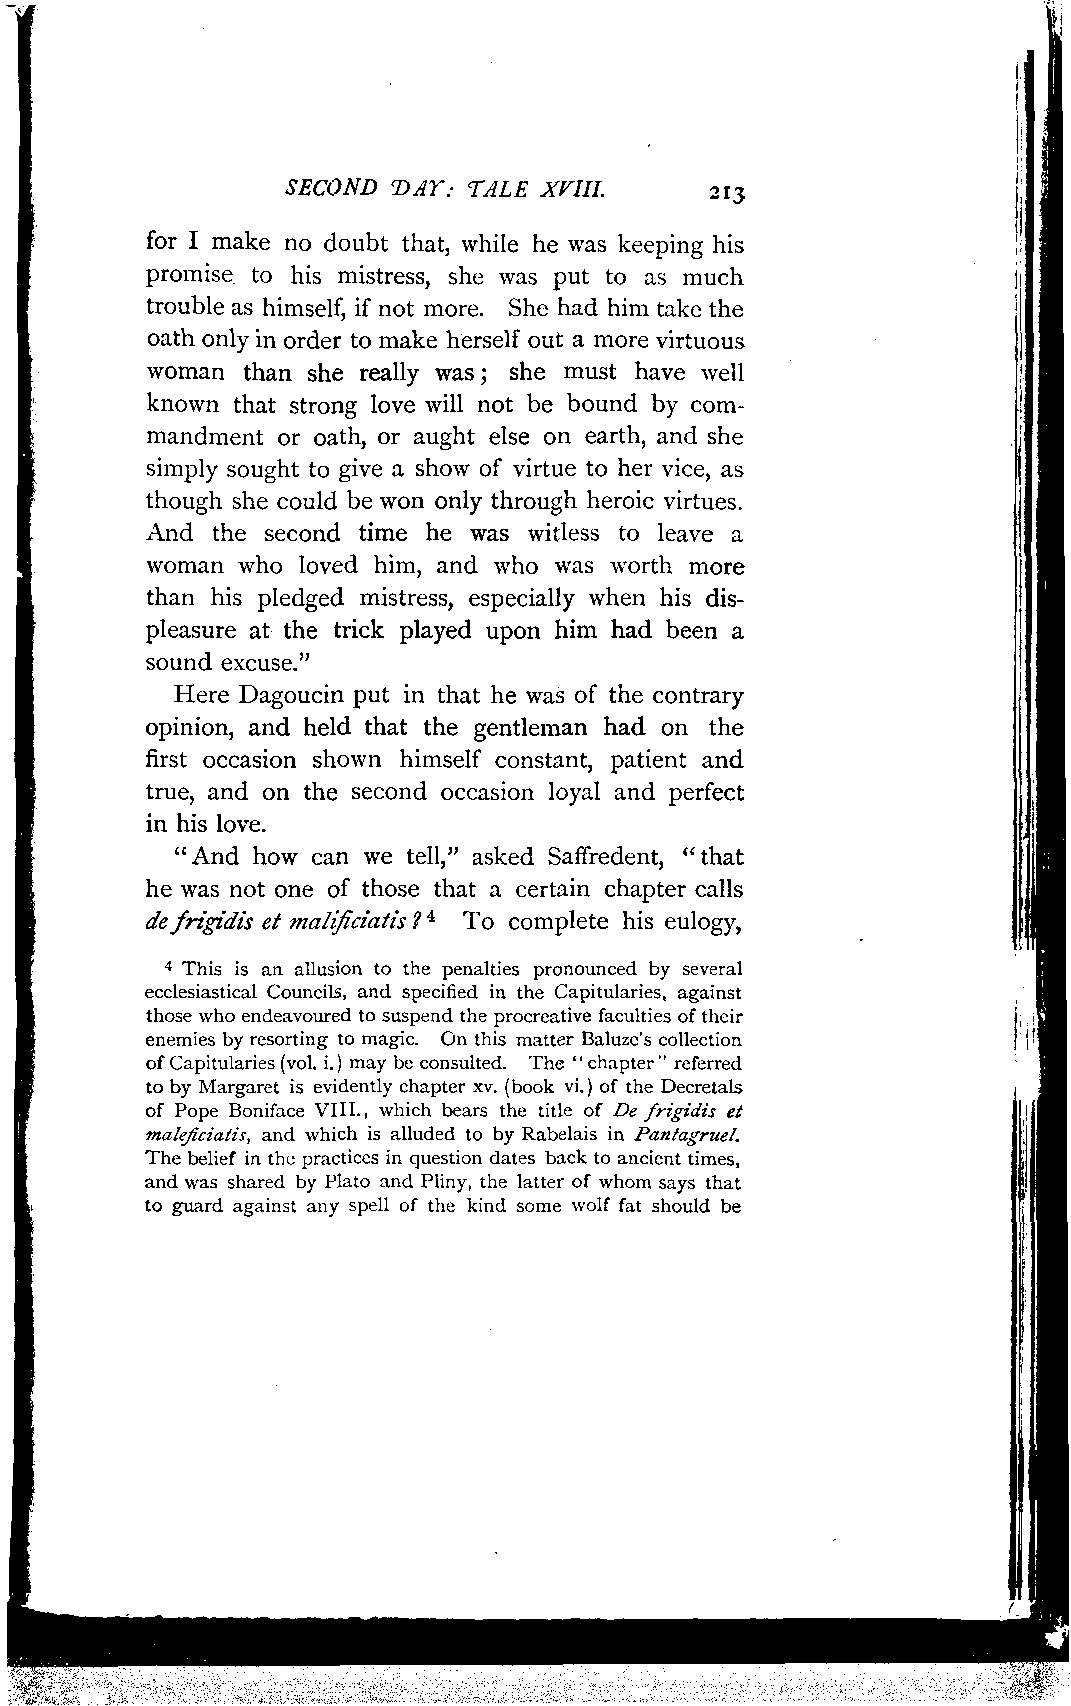 SECOND DAY: TALE XVIII. 213
for I make no doubt that, while he was keeping his
promise to his mistress, she was put to as much
trouble as himself, if not more. She had him take the
oath only in order to make herself out a more virtuous
woman than she really was; she must have well
known that strong love will not be bound by com-
mandment or oath, or aught else on earth, and she
simply sought to give a show of virtue to her vice, as
though she could be won only through heroic virtues.
And the second time he was witless to leave a
woman who loved him, and who was worth more
than his pledged mistress, especially when his dis-
pleasure at the trick played upon him had been a
sound excuse."
Here Dagoucin put in that he was of the contrary
opinion, and held that the gentleman had on the
first occasion shown himself constant, patient and
true, and on the second occasion loyal and perfect
in his love.
"And how can we tell," asked Saffredent, "that
he was not one of those that a certain chapter calls
de frigidis et malificiatis?⁴ To complete his eulogy,
⁴ This is an allusion to the penalties pronounced by several
ecclesiastical Councils, and specified in the Capitularies, against
those who endeavoured to suspend the procreative faculties of their
enemies by resorting to magic. On this matter Baluze's collection
of Capitularies (vol. i.) may be consulted. The "chapter" referred
to by Margaret is evidently chapter xv. (book vi.) of the Decretals
of Pope Boniface VIII., which bears the title of De frigidis et
maleficiatis, and which is alluded to by Rabelais in Pantagruel.
The belief in the practices in question dates back to ancient times,
and was shared by Plato and Pliny, the latter of whom says that
to guard against any spell of the kind some wolf fat should be